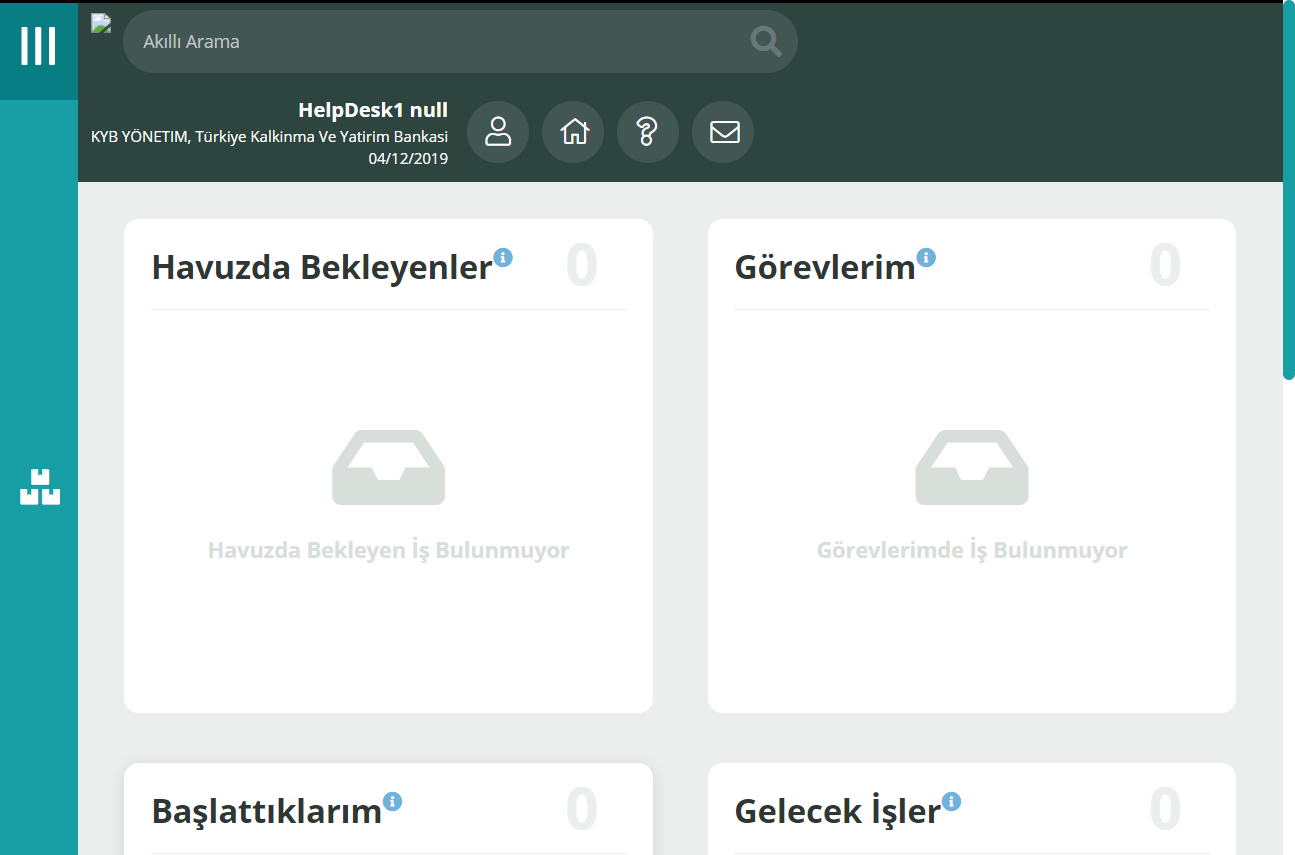 Akıllı Arama
HelpDesk1 null
KYB YÖNETIM, Türkiye Kalkinma Ve Yatirim Bankasi
04/12/2019
Havuzda Bekleyenler
0
Görevlerim
0
Havuzda Bekleyen İş Bulunmuyor
Görevlerimde İş Bulunmuyor
Başlattıklarım
0
Gelecek İşler
0